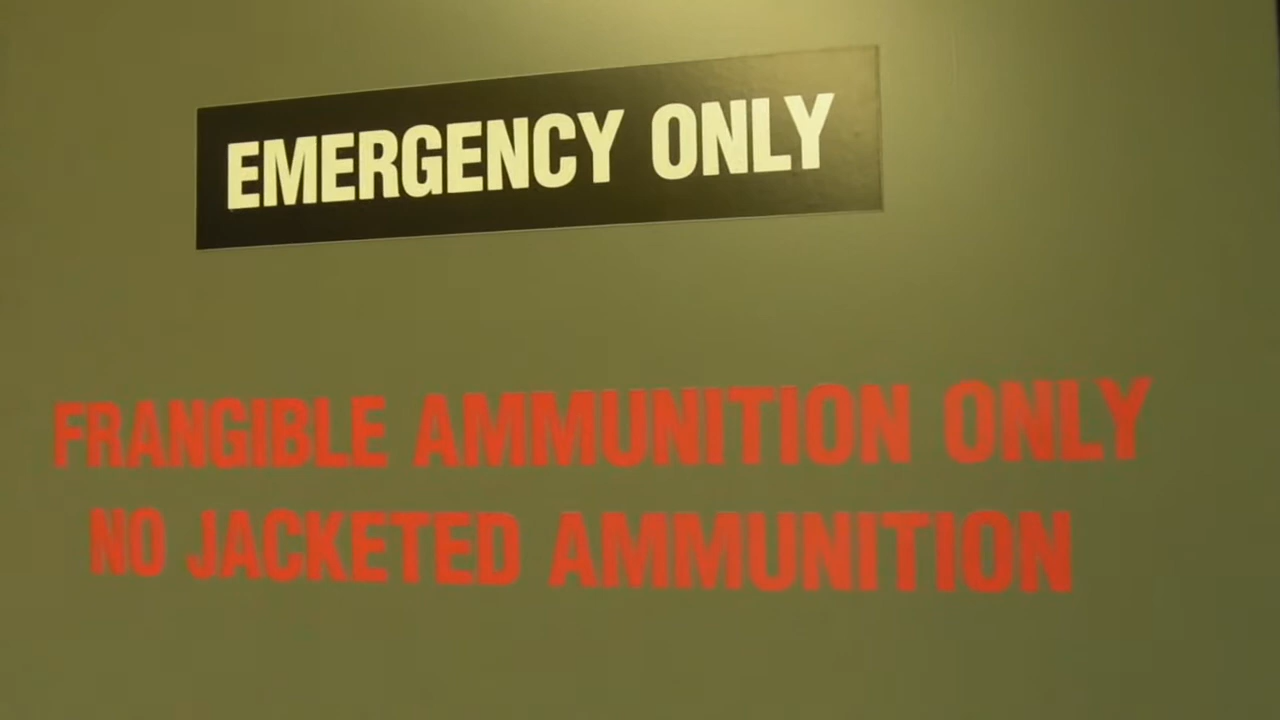 EMERGENCY ONLY
FRANGIBLE AMMUNITION ONLY
NO JACKETED AMMUNITION